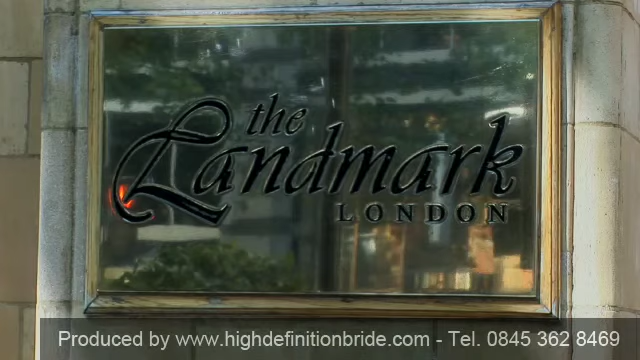 the
Landmark
LONDON
Produced by www.highdefinitionbride.com - Tel. 0845 362 8469